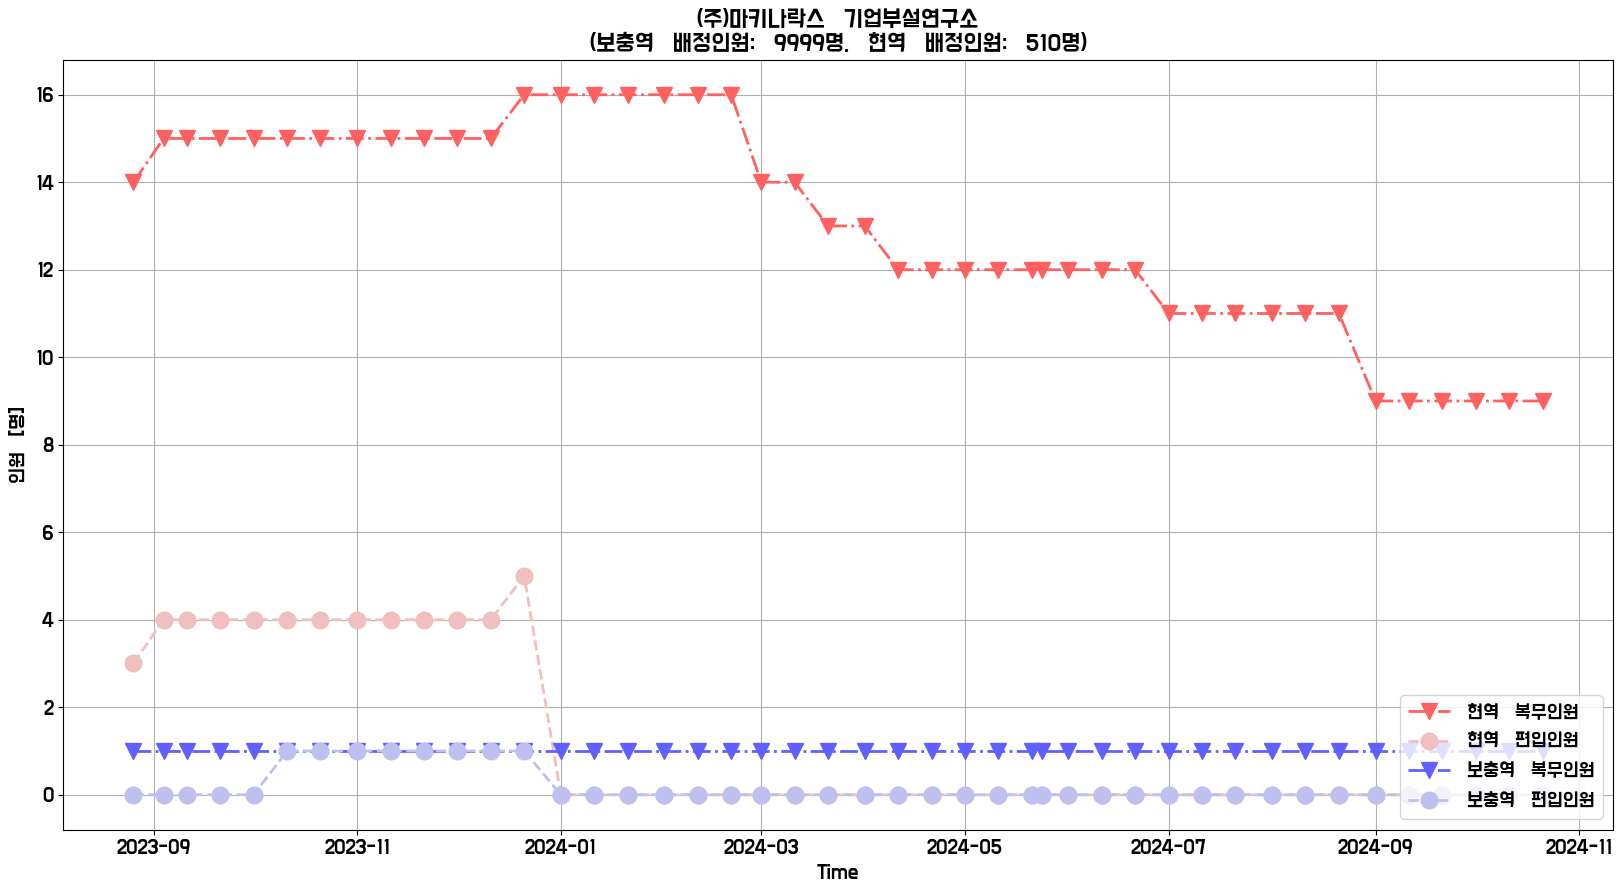 (주)마키나락스 기업부설연구소
(보충역 배정인원: 9999명, 현역 배정인원: 510명)
인원 [명]
16
14
12
10
8
6
4
2
0
현역 복무인원
현역 편입인원
보충역 복무인원
보충역 편입인원
2023-09
2023-11
2024-01
2024-03
2024-05
2024-07
2024-09
2024-11
Time